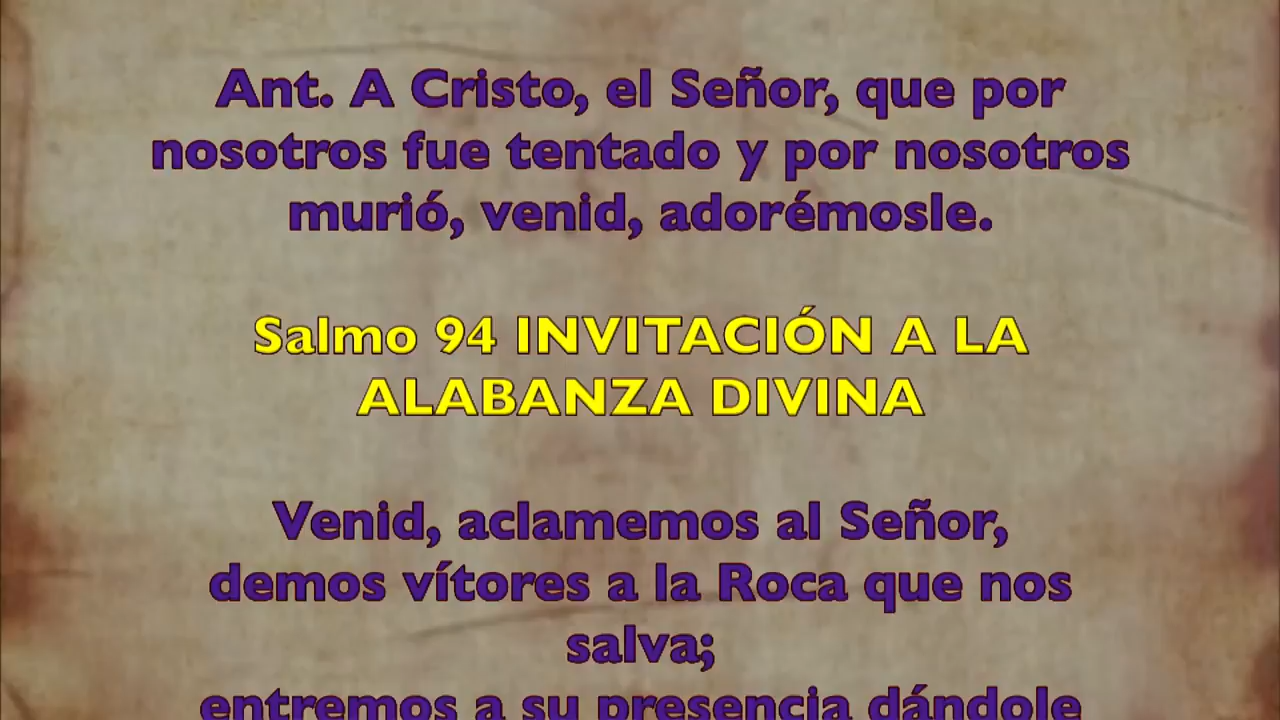 Ant. A Cristo, el Señor, que por
nosotros fue tentado y por nosotros
murió, venid, adorémosle.
Salmo 94 INVITACIÓN A LA
ALABANZA DIVINA
Venid, aclamemos al Señor,
demos vítores a la Roca que nos
salva;
entremos a su presencia dándole